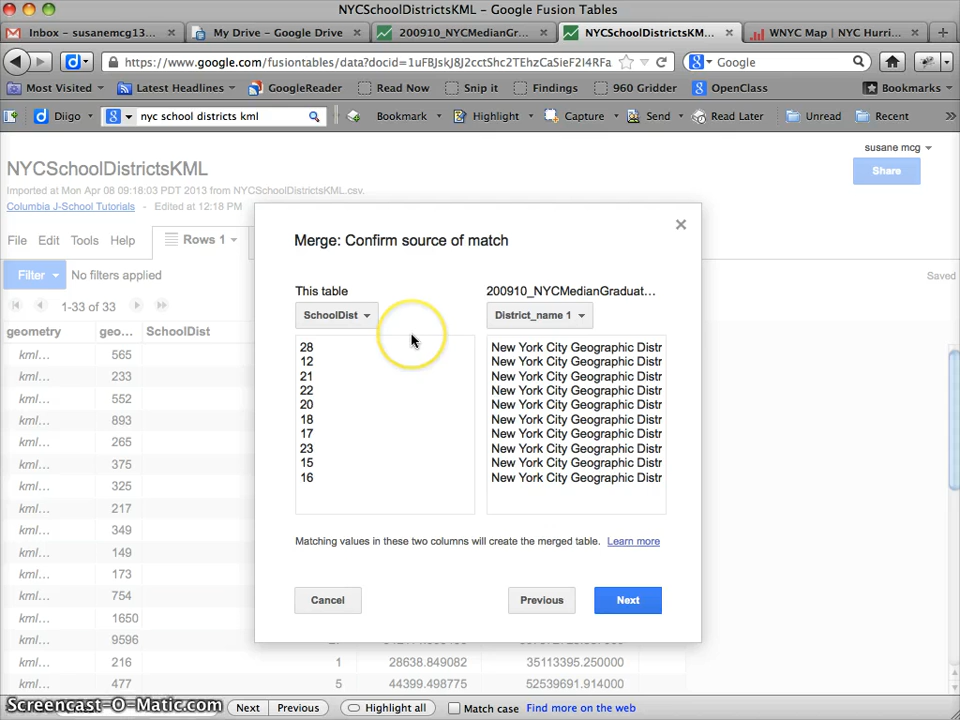 NYCSchoolDistrictsKML – Google Fusion Tables
Inbox – susanemcg13... × My Drive – Google Drive × 200910_NYCMedianGr... × NYCSchoolDistrictsKM... × WNYC Map | NYC Hurri... × +
https://www.google.com/fusiontables/data?docid=1uFBJskJ8J2cctShc2TEhzCaSieF2I4RFa Google
Most Visited Latest Headlines GoogleReader Read Now Snip it Findings 960 Gridder OpenClass Bookmarks
Diigo nyc school districts kml Bookmark Highlight Capture Send Read Later Unread Recent »
susane mcg
NYCSchoolDistrictsKML
Share
Imported at Mon Apr 08 09:18:03 PDT 2013 from NYCSchoolDistrictsKML.csv.
Columbia J-School Tutorials - Edited at 12:18 PM
File Edit Tools Help Rows 1
Filter No filters applied Saved
1-33 of 33
geometry geo... SchoolDist
kml... 565
kml... 233
kml... 552
kml... 893
kml... 265
kml... 375
kml... 325
kml... 217
kml... 349
kml... 149
kml... 173
kml... 754
kml... 1650
kml... 9596
kml... 216 1 28638.849082 35113395.250000
kml... 477 5 44399.498775 52539691.914000
Merge: Confirm source of match ×
This table 200910_NYCMedianGraduat...
SchoolDist District_name 1
28 New York City Geographic Distr
12 New York City Geographic Distr
21 New York City Geographic Distr
22 New York City Geographic Distr
20 New York City Geographic Distr
18 New York City Geographic Distr
17 New York City Geographic Distr
23 New York City Geographic Distr
15 New York City Geographic Distr
16 New York City Geographic Distr
Matching values in these two columns will create the merged table. Learn more
Cancel Previous Next
Screencast-O-Matic.com Next Previous Highlight all Match case Find more on the web